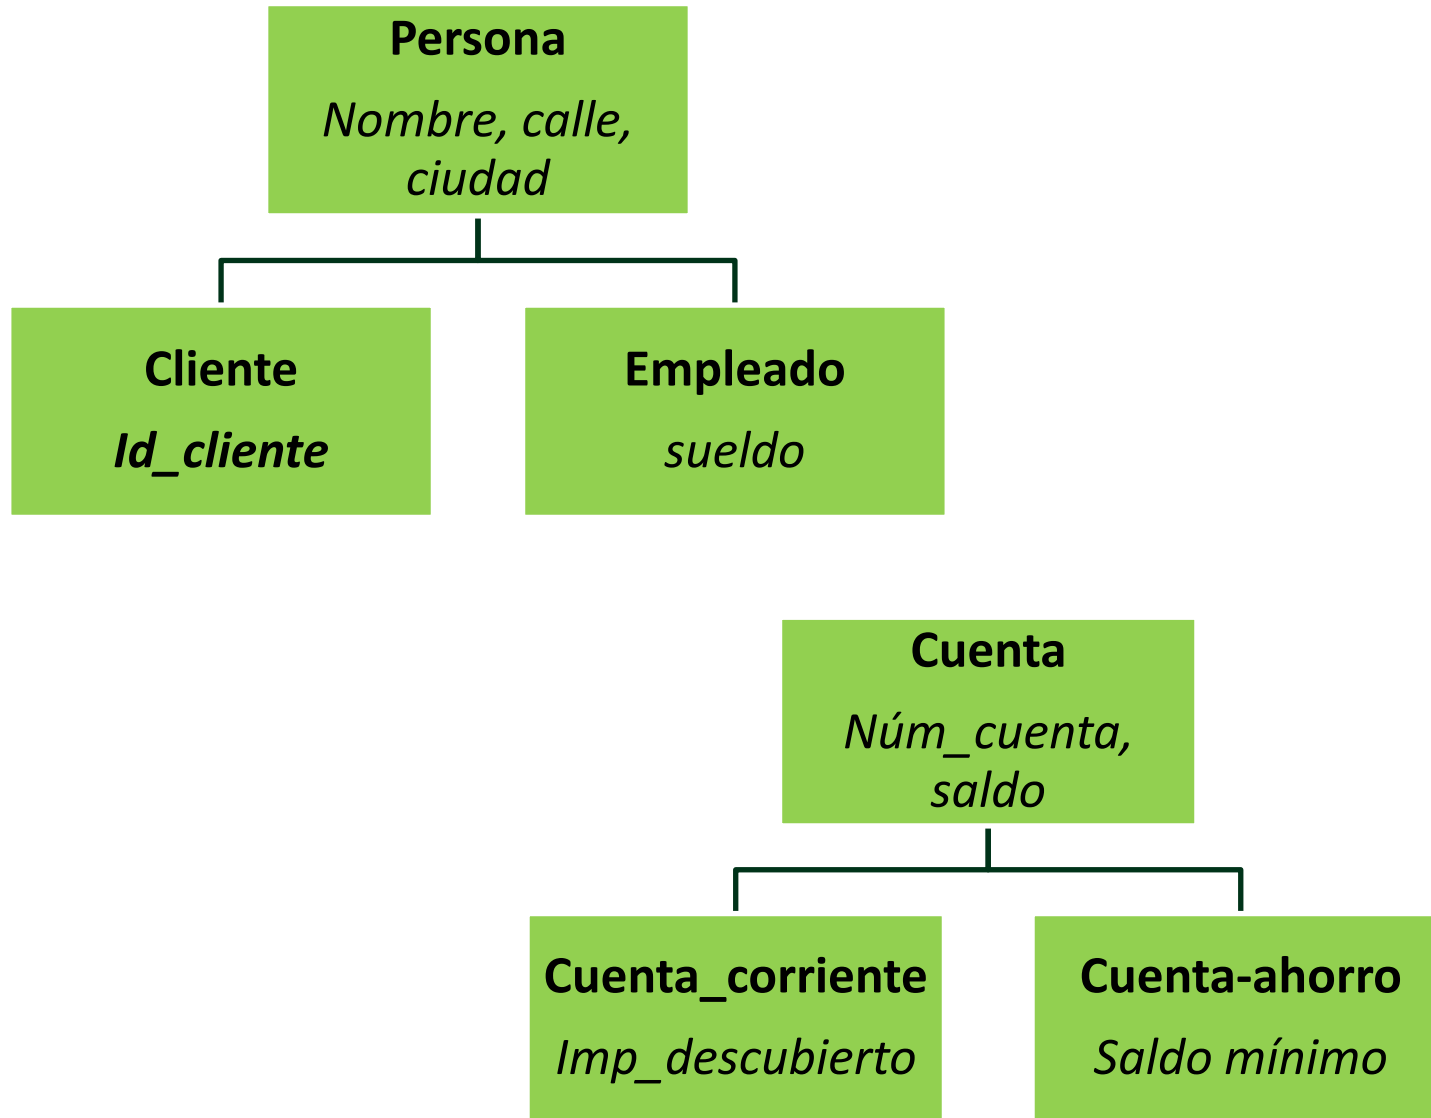 Persona
Nombre, calle,
ciudad
Cliente
Id_cliente
Empleado
sueldo
Cuenta
Núm_cuenta,
saldo
Cuenta_corriente
Imp_descubierto
Cuenta-ahorro
Saldo mínimo